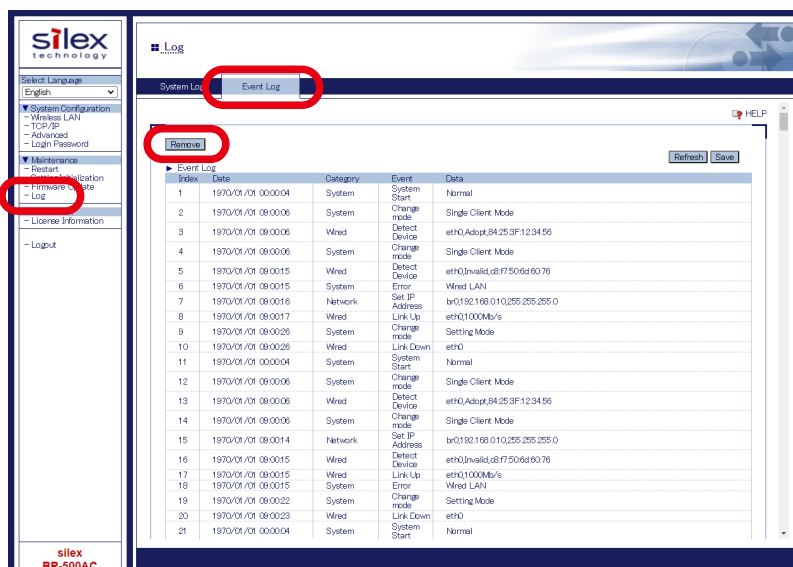 silex
technology
Select Language
English
▼ System Configuration
- Wireless LAN
- TCP/IP
- Advanced
- Login Password
▼ Maintenance
- Restart
- Firmware Update
- Log
- License Information
- Logout
silex
BR-500AC
Log
System Log Event Log
HELP
Remove
Refresh Save
► Event Log
Index Date Category Event Data
1 1970/01/01 00:00:04 System System Start Normal
2 1970/01/01 09:00:06 System Change mode Single Client Mode
3 1970/01/01 09:00:06 Wired Detect Device eth0,Adopt,84:25:3F:12:34:56
4 1970/01/01 09:00:06 System Change mode Single Client Mode
5 1970/01/01 09:00:15 Wired Detect Device eth0,Invalid,c8:f7:50:6d:60:76
6 1970/01/01 09:00:15 System Error Wired LAN
7 1970/01/01 09:00:16 Network Set IP Address br0,192.168.0.10,255.255.255.0
8 1970/01/01 09:00:17 Wired Link Up eth0,1000Mb/s
9 1970/01/01 09:00:26 System Change mode Setting Mode
10 1970/01/01 09:00:26 Wired Link Down eth0
11 1970/01/01 00:00:04 System System Start Normal
12 1970/01/01 09:00:06 System Change mode Single Client Mode
13 1970/01/01 09:00:06 Wired Detect Device eth0,Adopt,84:25:3F:12:34:56
14 1970/01/01 09:00:06 System Change mode Single Client Mode
15 1970/01/01 09:00:14 Network Set IP Address br0,192.168.0.10,255.255.255.0
16 1970/01/01 09:00:15 Wired Detect Device eth0,Invalid,c8:f7:50:6d:60:76
17 1970/01/01 09:00:15 Wired Link Up eth0,1000Mb/s
18 1970/01/01 09:00:15 System Error Wired LAN
19 1970/01/01 09:00:22 System Change mode Setting Mode
20 1970/01/01 09:00:23 Wired Link Down eth0
21 1970/01/01 00:00:04 System System Start Normal